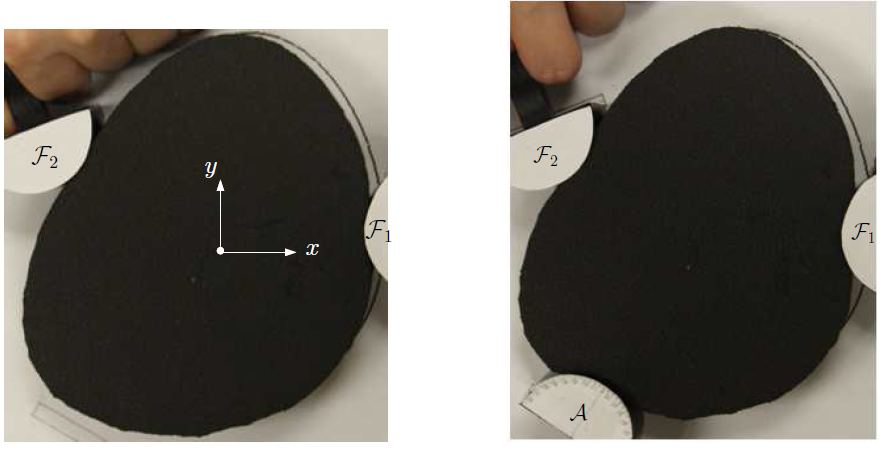 𝓕₂
y
x
𝓕₁
𝓕₂
𝓕₁
𝒜